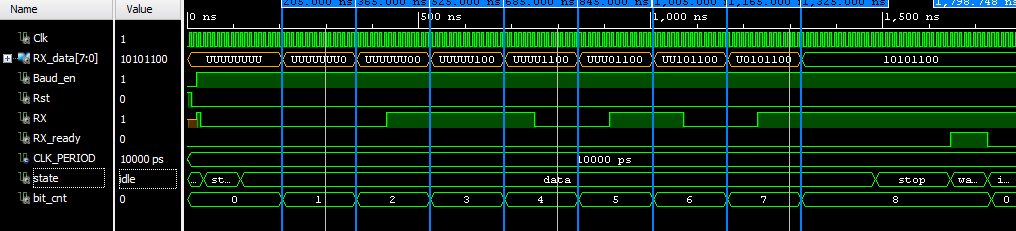 Name Value 0 ns 205.000 ns 365.000 ns 500 ns 525.000 ns 685.000 ns 845.000 ns 1,005.000 ns 1,000 ns 1,165.000 ns 1,325.000 ns 1,500 ns 1,798.748 ns
Clk 1
RX_data[7:0] 10101100 UUUUUUUU UUUUUUU0 UUUUUU00 UUUUU100 UUUU1100 UUU01100 UU101100 U0101100 10101100
Baud_en 1
Rst 0
RX 1
RX_ready 0
CLK_PERIOD 10000 ps 10000 ps
state idle ... st... data stop wa... i...
bit_cnt 0 0 1 2 3 4 5 6 7 8 0